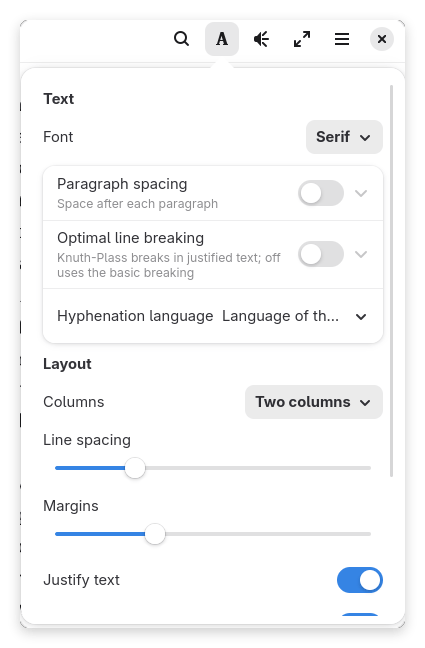 A
Text
Font Serif
Paragraph spacing
Space after each paragraph
Optimal line breaking
Knuth-Plass breaks in justified text; off
uses the basic breaking
Hyphenation language Language of th...
Layout
Columns Two columns
Line spacing
Margins
Justify text